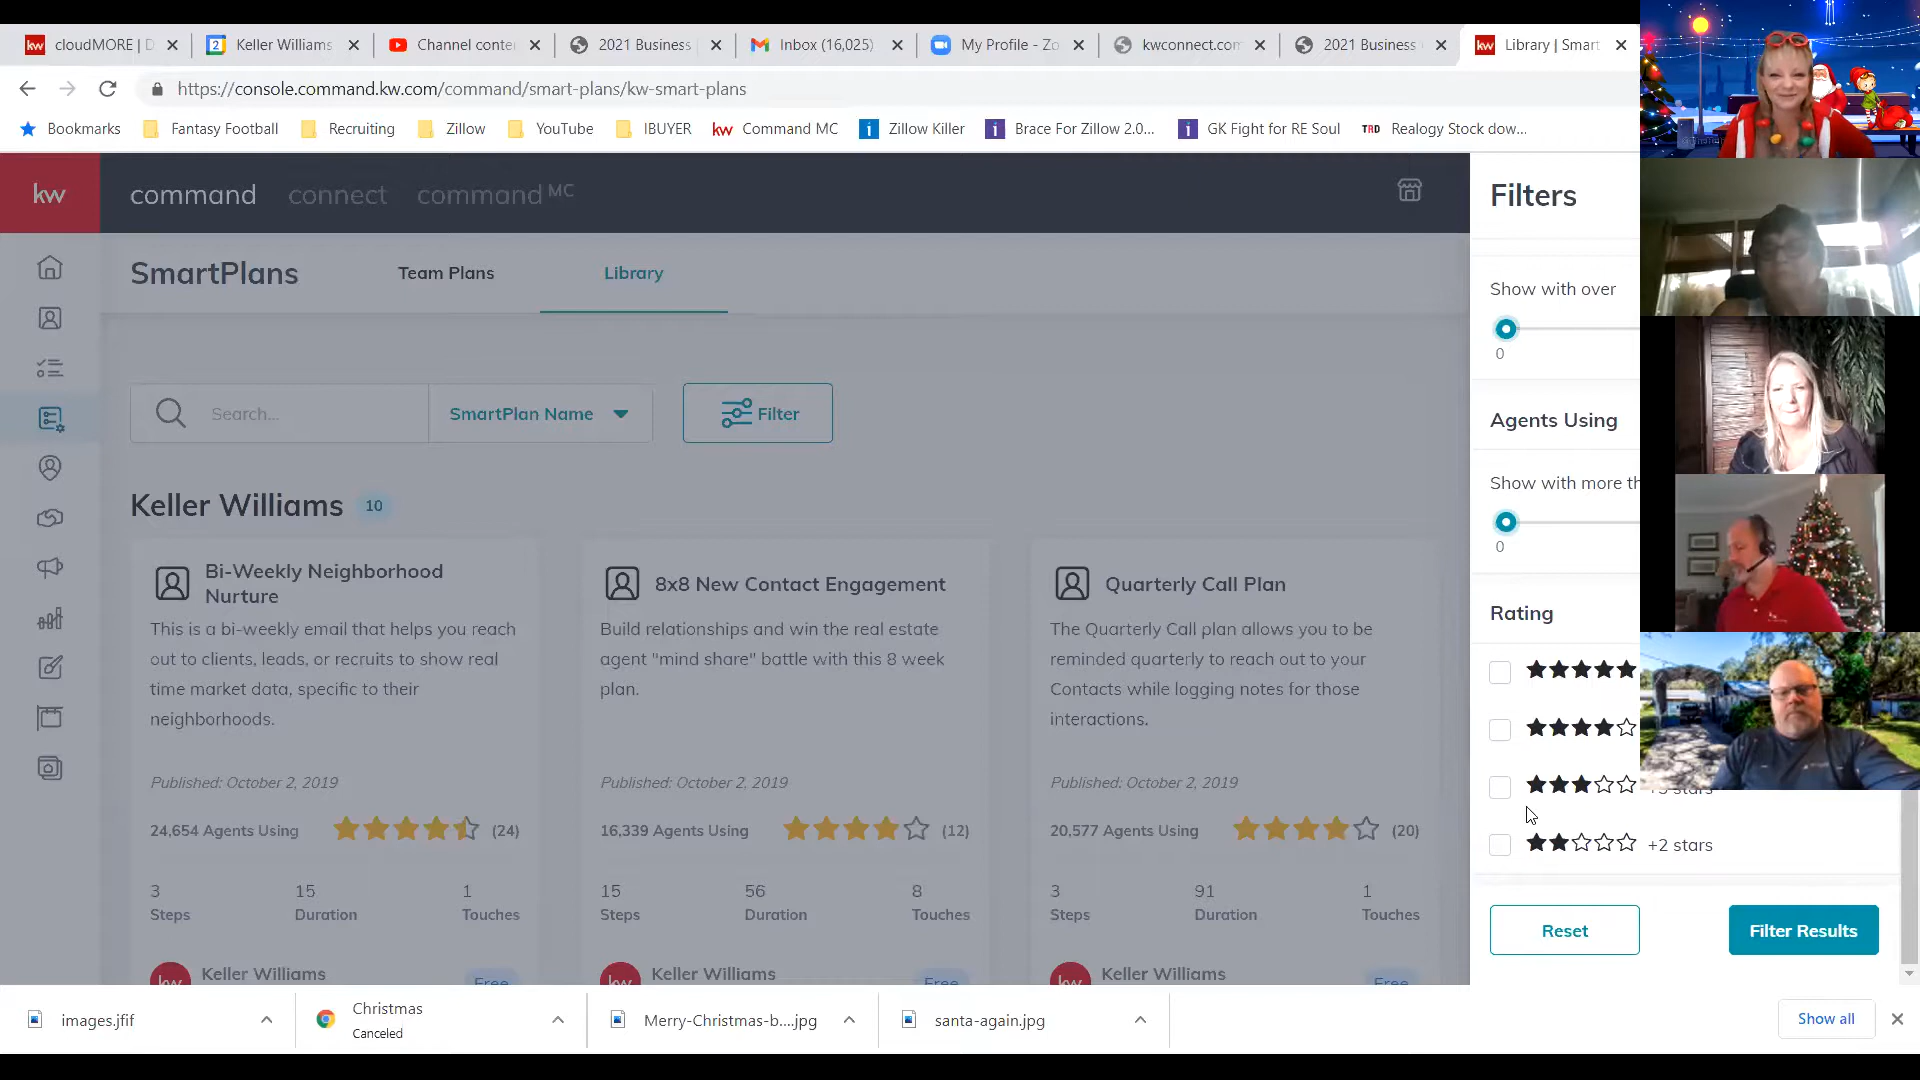 cloudMORE | D
Keller Williams
Channel conte
2021 Business
Inbox (16,025)
My Profile - Zo
kwconnect.com
2021 Business
Library | Smart
https://console.command.kw.com/command/smart-plans/kw-smart-plans
Bookmarks
Fantasy Football
Recruiting
Zillow
YouTube
IBUYER
Command MC
Zillow Killer
Brace For Zillow 2.0...
GK Fight for RE Soul
TRD
Realogy Stock dow...
kw
command
connect
command MC
SmartPlans
Team Plans
Library
Search...
SmartPlan Name
Filter
Keller Williams
10
Bi-Weekly Neighborhood
Nurture
This is a bi-weekly email that helps you reach
out to clients, leads, or recruits to show real
time market data, specific to their
neighborhoods.
Published: October 2, 2019
24,654 Agents Using
(24)
3
15
1
Steps
Duration
Touches
Keller Williams
Free
8x8 New Contact Engagement
Build relationships and win the real estate
agent "mind share" battle with this 8 week
plan.
Published: October 2, 2019
16,339 Agents Using
(12)
15
56
8
Steps
Duration
Touches
Keller Williams
Free
Quarterly Call Plan
The Quarterly Call plan allows you to be
reminded quarterly to reach out to your
Contacts while logging notes for those
interactions.
Published: October 2, 2019
20,577 Agents Using
(20)
3
91
1
Steps
Duration
Touches
Keller Williams
Free
Filters
Show with over
0
Agents Using
Show with more th
0
Rating
+3 stars
+2 stars
Reset
Filter Results
images.jfif
Christmas
Canceled
Merry-Christmas-b....jpg
santa-again.jpg
Show all